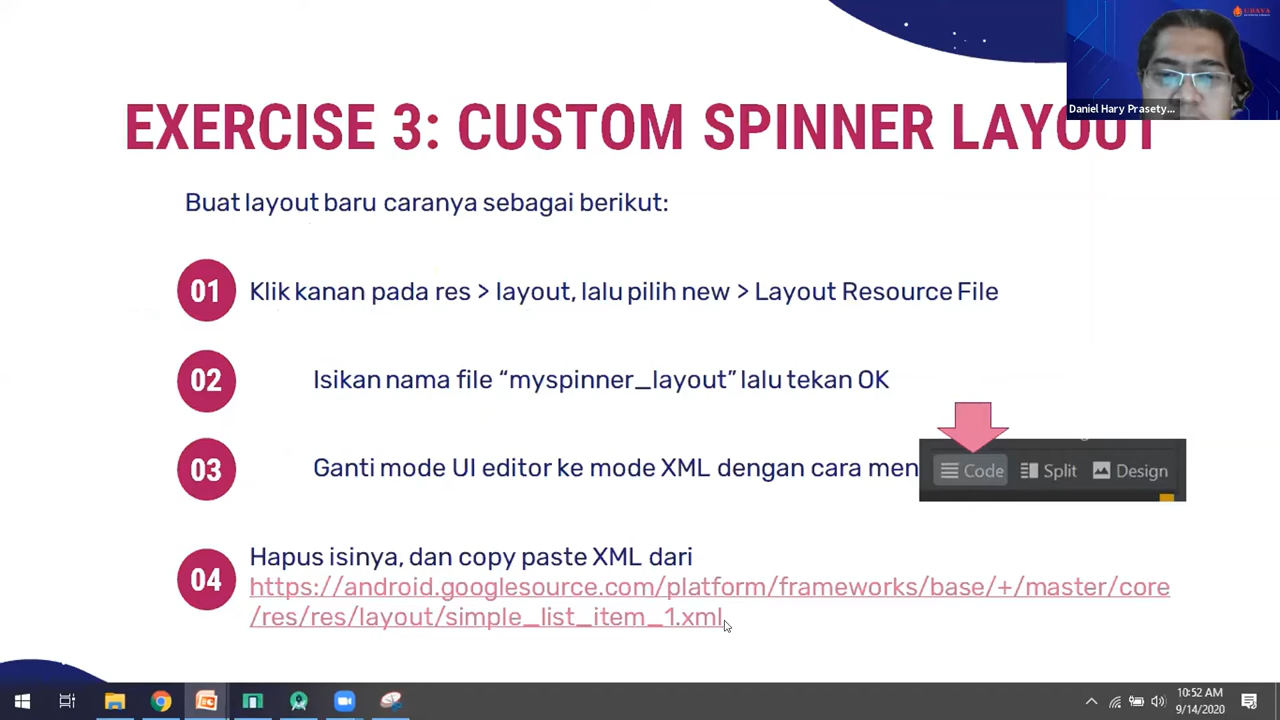 UBAYA
Daniel Hary Prasety...
EXERCISE 3: CUSTOM SPINNER LAYOUT
Buat layout baru caranya sebagai berikut:
01 Klik kanan pada res > layout, lalu pilih new > Layout Resource File
02 Isikan nama file “myspinner_layout” lalu tekan OK
03 Ganti mode UI editor ke mode XML dengan cara men
Code Split Design
04 Hapus isinya, dan copy paste XML dari
https://android.googlesource.com/platform/frameworks/base/+/master/core
/res/res/layout/simple_list_item_1.xml
10:52 AM
9/14/2020